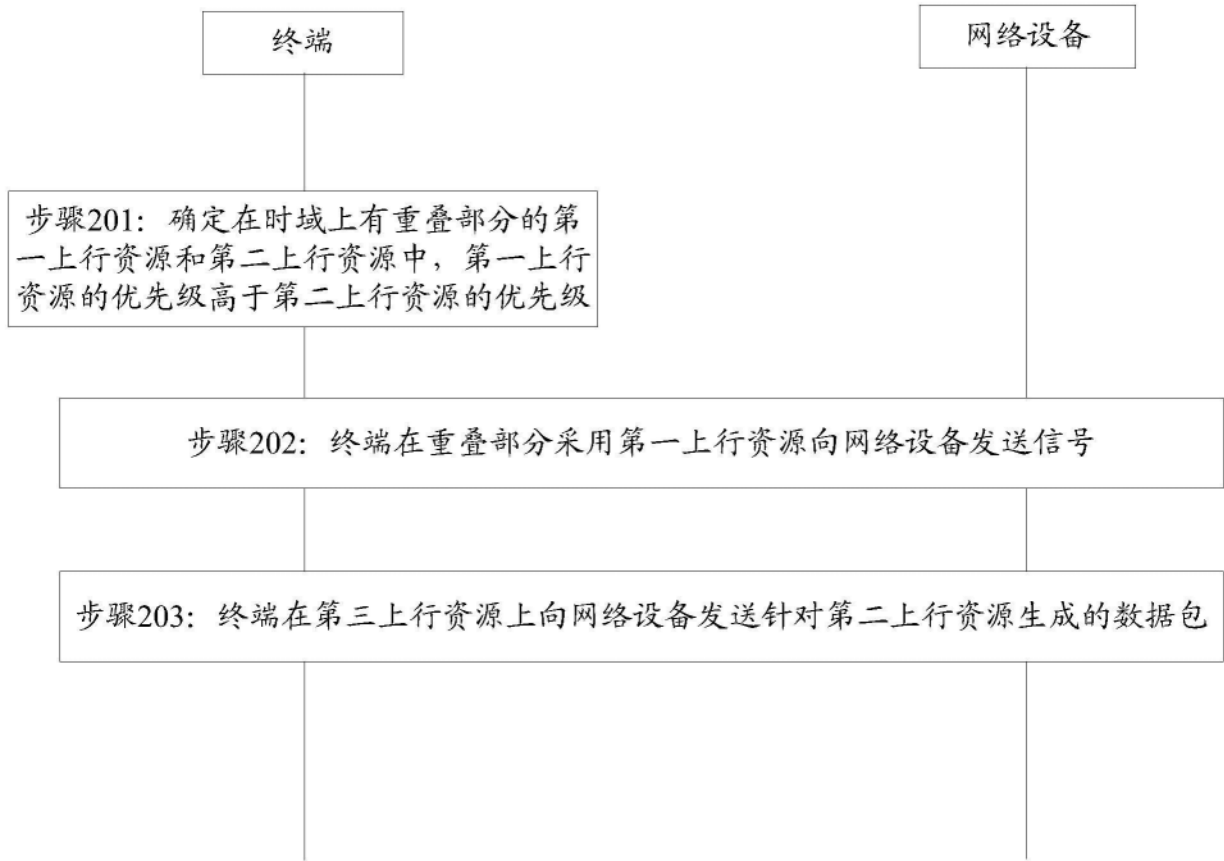 终端
网络设备
步骤201：确定在时域上有重叠部分的第
一上行资源和第二上行资源中，第一上行
资源的优先级高于第二上行资源的优先级
步骤202：终端在重叠部分采用第一上行资源向网络设备发送信号
步骤203：终端在第三上行资源上向网络设备发送针对第二上行资源生成的数据包